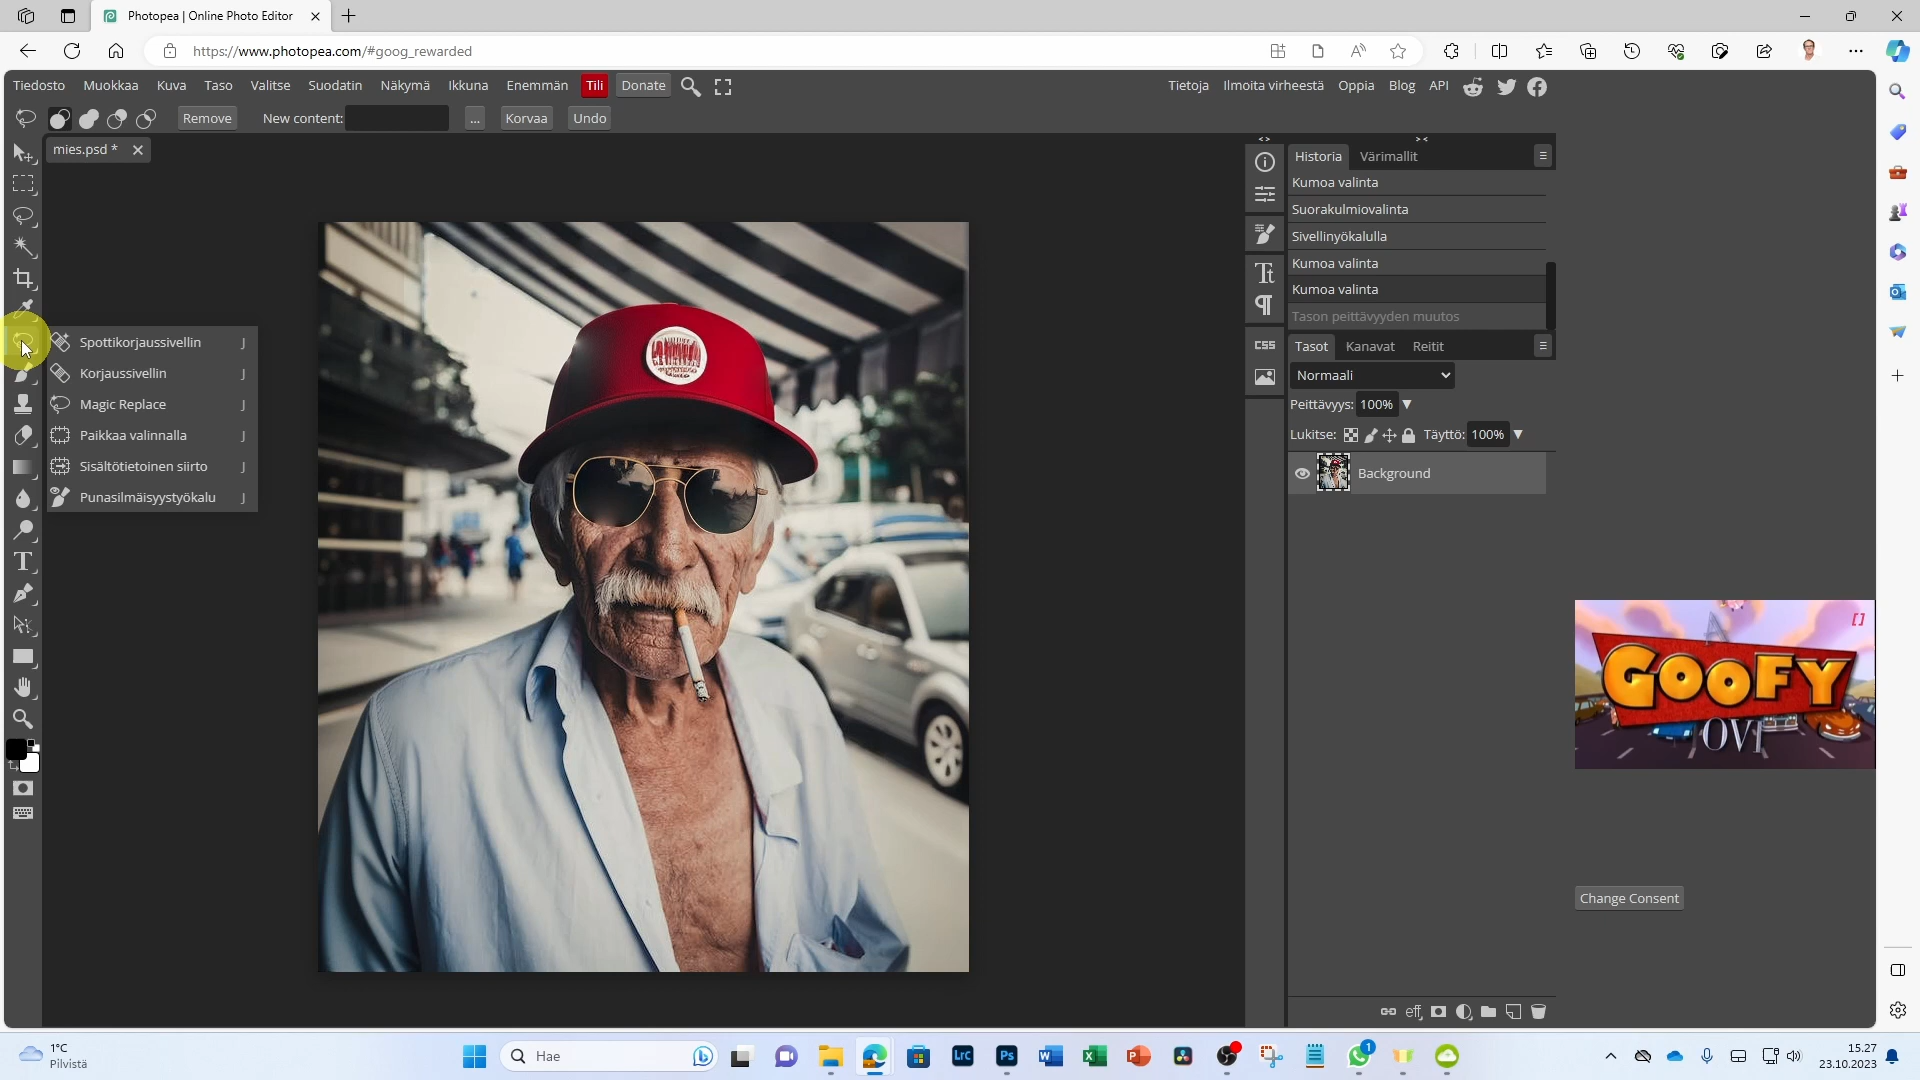 Photopea | Online Photo Editor
https://www.photopea.com/#goog_rewarded
Tiedosto Muokkaa Kuva Taso Valitse Suodatin Näkymä Ikkuna Enemmän Tili Donate
Tietoja Ilmoita virheestä Oppia Blog API
Remove New content: ... Korvaa Undo
mies.psd *
Historia Värimallit
Kumoa valinta
Suorakulmiovalinta
Sivellinyökalulla
Kumoa valinta
Kumoa valinta
Tason peittävyyden muutos
Spottikorjaussivellin J
Korjaussivellin J
Magic Replace J
Paikkaa valinnalla J
Sisältötietoinen siirto J
Punasilmäisyystyökalu J
CSS
Tasot Kanavat Reitit
Normaali
Peittävyys: 100%
Lukitse: Täyttö: 100%
Background
GOOFY
Change Consent
eff
1°C
Pilvistä
Hae
Lrc
Ps
1
15.27
23.10.2023